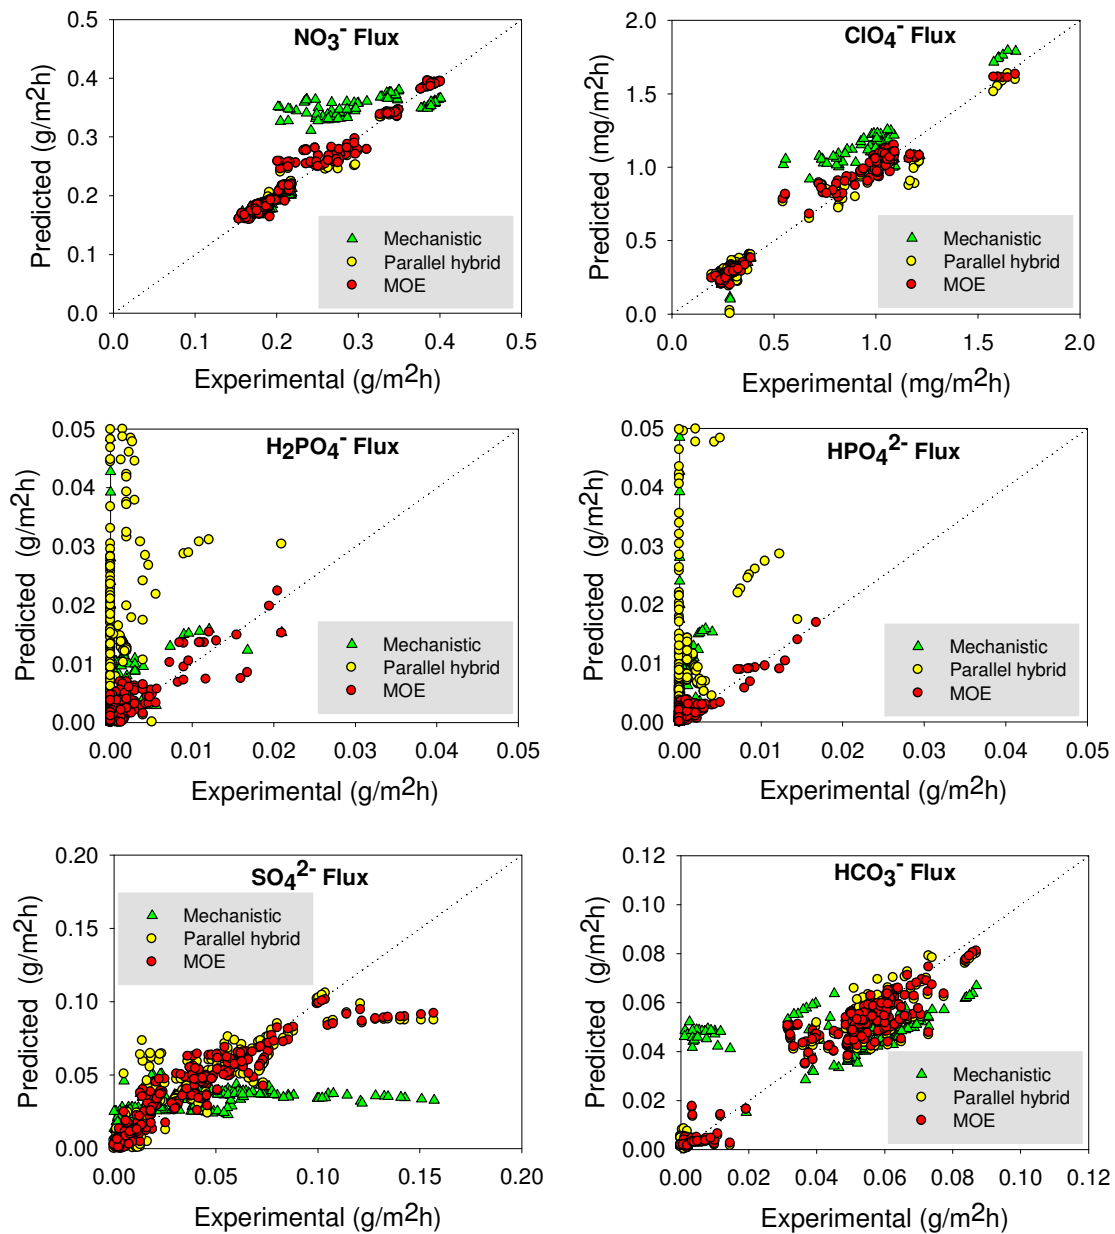 NO3- Flux
0.5
0.4
0.3
0.2
0.1
0.0
Predicted (g/m2h)
Mechanistic
Parallel hybrid
MOE
0.0 0.1 0.2 0.3 0.4 0.5
Experimental (g/m2h)
ClO4- Flux
2.0
1.5
1.0
0.5
0.0
Predicted (mg/m2h)
Mechanistic
Parallel hybrid
MOE
0.0 0.5 1.0 1.5 2.0
Experimental (mg/m2h)
H2PO4- Flux
0.05
0.04
0.03
0.02
0.01
0.00
Predicted (g/m2h)
Mechanistic
Parallel hybrid
MOE
0.00 0.01 0.02 0.03 0.04 0.05
Experimental (g/m2h)
HPO42- Flux
0.05
0.04
0.03
0.02
0.01
0.00
Predicted (g/m2h)
Mechanistic
Parallel hybrid
MOE
0.00 0.01 0.02 0.03 0.04 0.05
Experimental (g/m2h)
SO42- Flux
0.20
0.15
0.10
0.05
0.00
Predicted (g/m2h)
Mechanistic
Parallel hybrid
MOE
0.00 0.05 0.10 0.15 0.20
Experimental (g/m2h)
HCO3- Flux
0.12
0.10
0.08
0.06
0.04
0.02
0.00
Predicted (g/m2h)
Mechanistic
Parallel hybrid
MOE
0.00 0.02 0.04 0.06 0.08 0.10 0.12
Experimental (g/m2h)